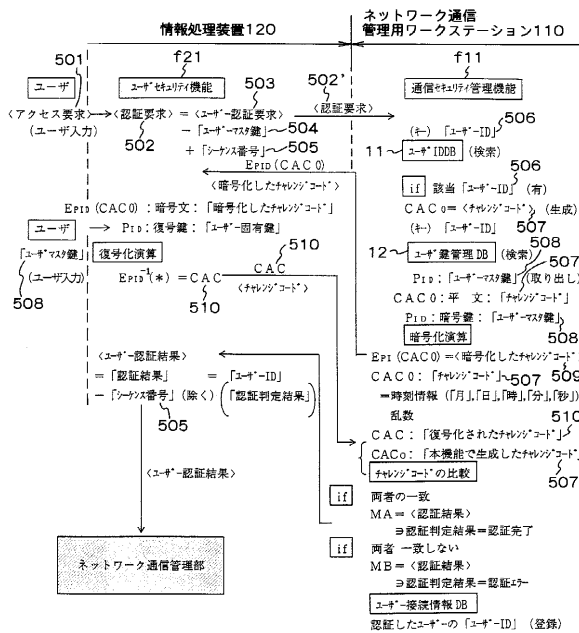 情報処理装置120
ネットワーク通信
管理用ワークステーション110
501
f21
503
502'
f11
ユーザ
ユーザセキュリティ機能
通信セキュリティ管理機能
〈アクセス要求〉
(ユーザ入力)
〈認証要求〉=〈ユーザー認証要求〉
502
−「ユーザーマスタ鍵」
504
+「シーケンス番号」
505
〈認証要求〉
(キー)「ユーザーID」
506
11
ユーザIDDB
(検索)
506
EPID(CAC0)
〈暗号化したチャレンジコード〉
if
該当「ユーザーID」(有)
CAC0=〈チャレンジコード〉(生成)
EPID(CAC0):暗号文:「暗号化したチャレンジコード」
(キー)「ユーザーID」
507
ユーザ
PID:復号鍵:「ユーザー固有鍵」
12
ユーザ鍵管理DB
(検索)
508
507
「ユーザマスタ鍵」
(ユーザ入力)
508
復号化演算
510
EPID⁻¹(*)=CAC
510
CAC
〈チャレンジコード〉
PID:「ユーザーマスタ鍵」(取り出し)
CAC0:平 文:「チャレンジコード」
PID:暗号鍵:「ユーザーマスタ鍵」
508
暗号化演算
〈ユーザー認証結果〉
=「認証結果」
=「ユーザーID」
−「シーケンス番号」(除く)
(「認証判定結果」)
505
EPI(CAC0)=〈暗号化したチャレンジコード〉
509
CAC0:「チャレンジコード」
507
=時刻情報(「月」,「日」,「時」,「分」,「秒」)
乱数
510
CAC:「復号化されたチャレンジコード」
CAC0:「本機能で生成したチャレンジコード」
507
チャレンジコードの比較
〈ユーザー認証結果〉
if
両者の一致
MA=〈認証結果〉
∋認証判定結果=認証完了
if
両者 一致しない
MB=〈認証結果〉
∋認証判定結果=認証エラー
ネットワーク通信管理部
ユーザー接続情報DB
認証したユーザーの「ユーザーID」(登録)